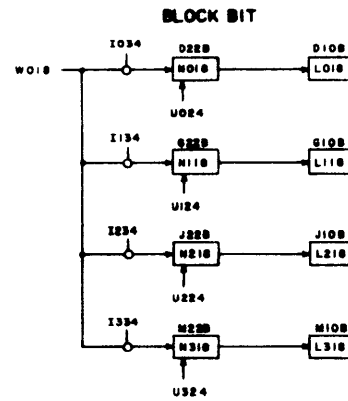 BLOCK BIT
I034 D22B D10B
W018 N018 L018
U024
I134 G22B G10B
N118 L118
U124
I234 J22B J10B
N218 L218
U224
I334 M22B M10B
N318 L318
U324